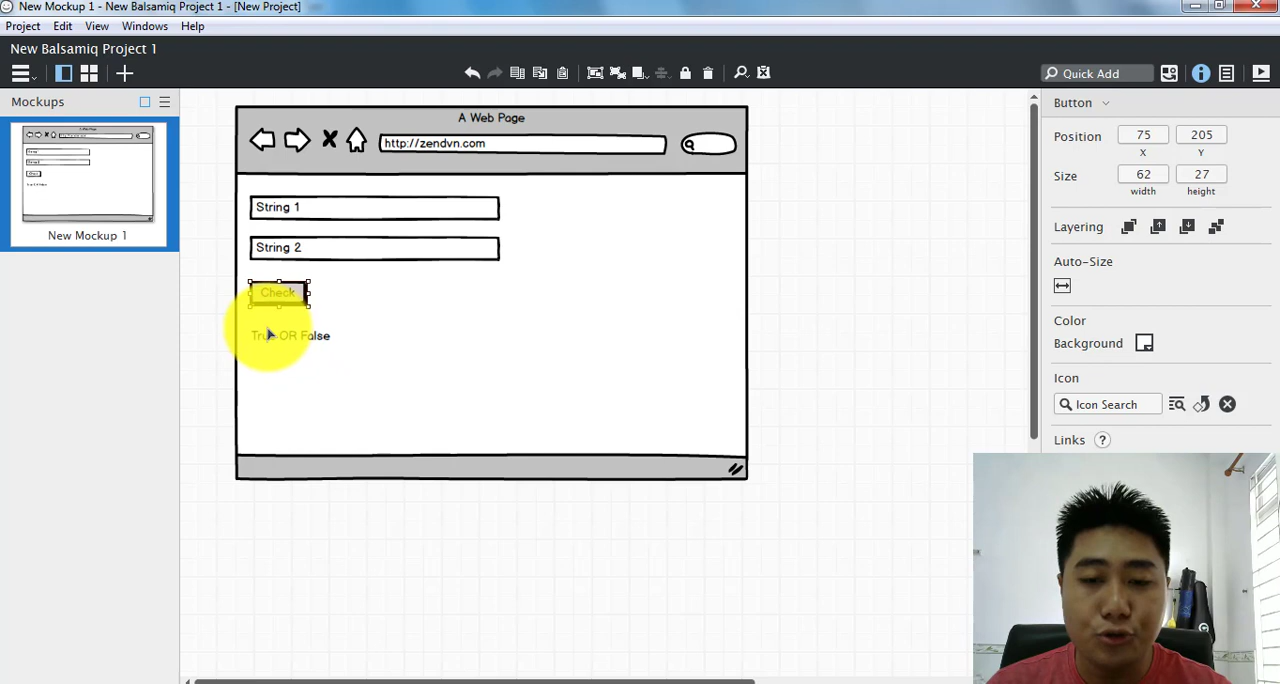 New Mockup 1 - New Balsamiq Project 1 - [New Project]
Project Edit View Windows Help
New Balsamiq Project 1
Quick Add
Mockups
New Mockup 1
A Web Page
http://zendvn.com
String 1
String 2
Check
True OR False
Button
Position 75 205
X Y
Size 62 27
width height
Layering
Auto-Size
Color
Background
Icon
Icon Search
Links ?